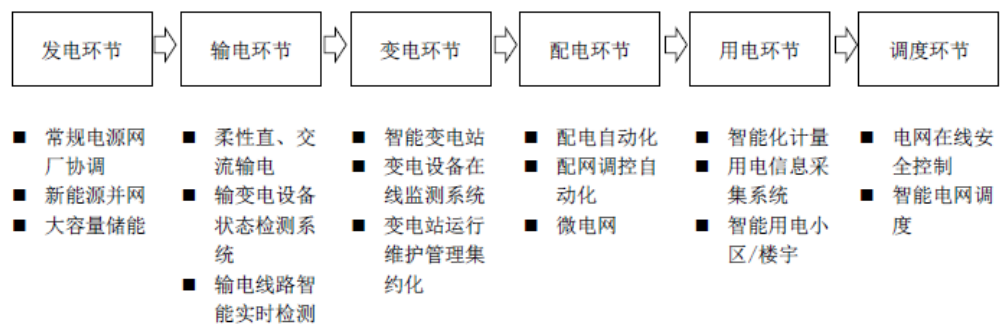 发电环节
输电环节
变电环节
配电环节
用电环节
调度环节
■ 常规电源网
厂协调
■ 新能源并网
■ 大容量储能
■ 柔性直、交
流输电
■ 输变电设备
状态检测系
统
■ 输电线路智
能实时检测
■ 智能变电站
■ 变电设备在
线监测系统
■ 变电站运行
维护管理集
约化
■ 配电自动化
■ 配网调控自
动化
■ 微电网
■ 智能化计量
■ 用电信息采
集系统
■ 智能用电小
区/楼宇
■ 电网在线安
全控制
■ 智能电网调
度